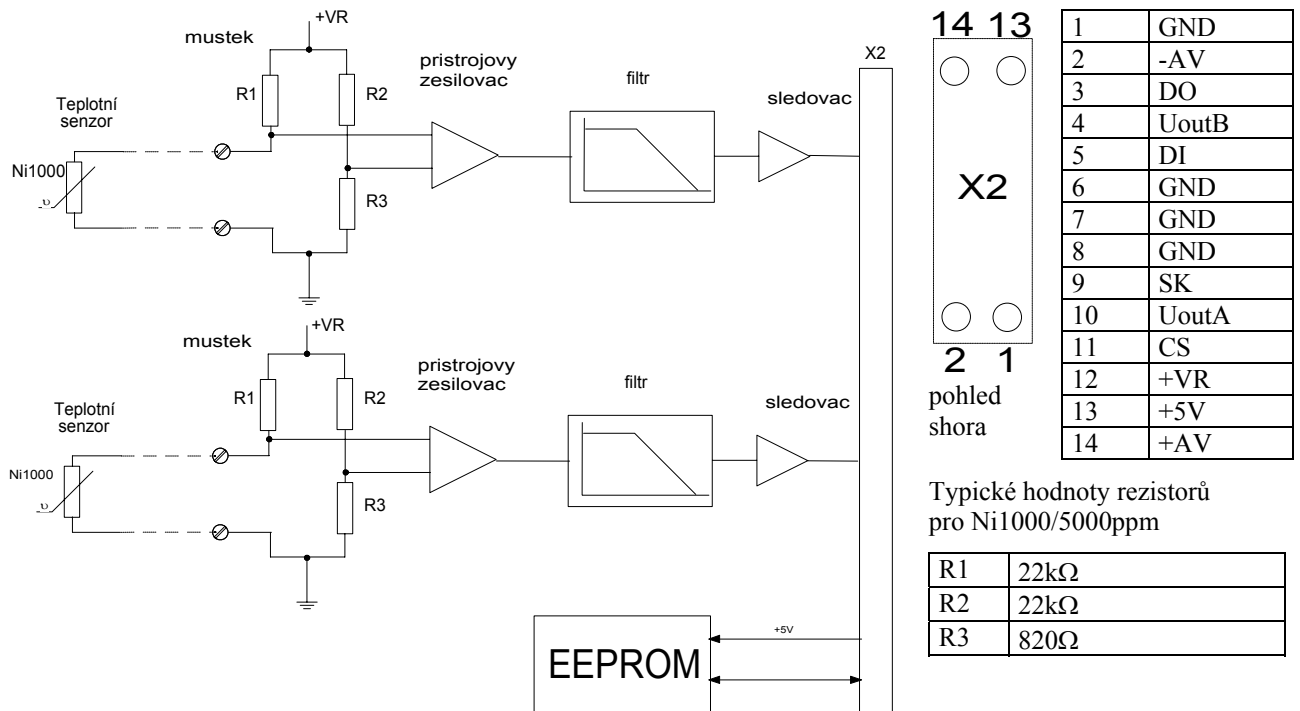 +VR
mustek
R1
R2
R3
pristrojovy
zesilovac
filtr
sledovac
X2
Teplotní
senzor
Ni1000
υ
+VR
mustek
R1
R2
R3
pristrojovy
zesilovac
filtr
sledovac
Teplotní
senzor
Ni1000
υ
+5V
EEPROM
14 13
X2
2 1
pohled
shora
1 GND
2 -AV
3 DO
4 UoutB
5 DI
6 GND
7 GND
8 GND
9 SK
10 UoutA
11 CS
12 +VR
13 +5V
14 +AV
Typické hodnoty rezistorů
pro Ni1000/5000ppm
R1 22kΩ
R2 22kΩ
R3 820Ω